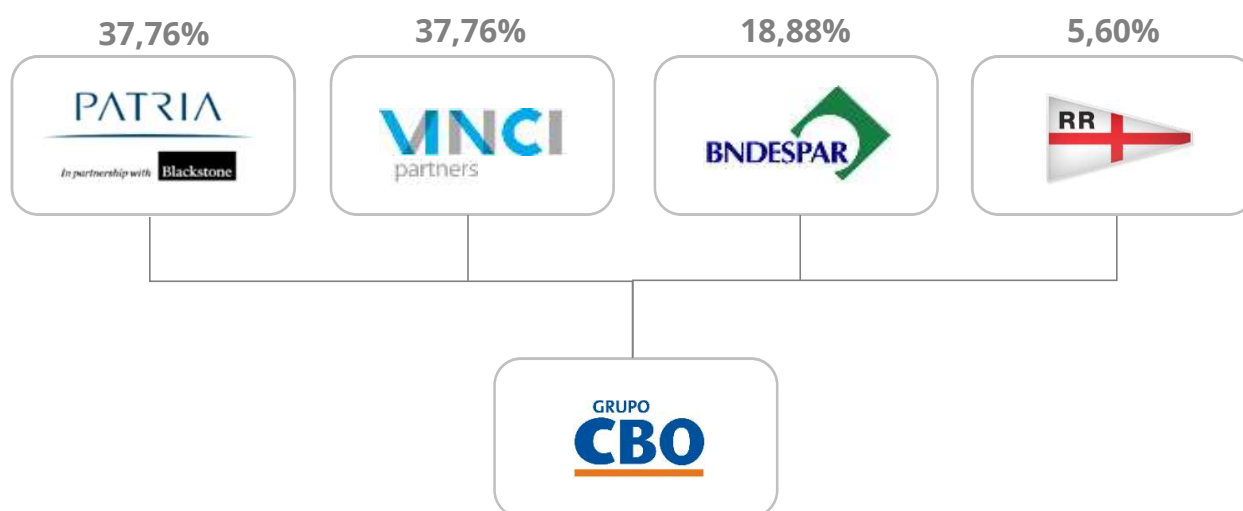 37,76%
37,76%
18,88%
5,60%
PATRIA
In partnership with Blackstone
VINCI
partners
BNDESPAR
RR
GRUPO
CBO